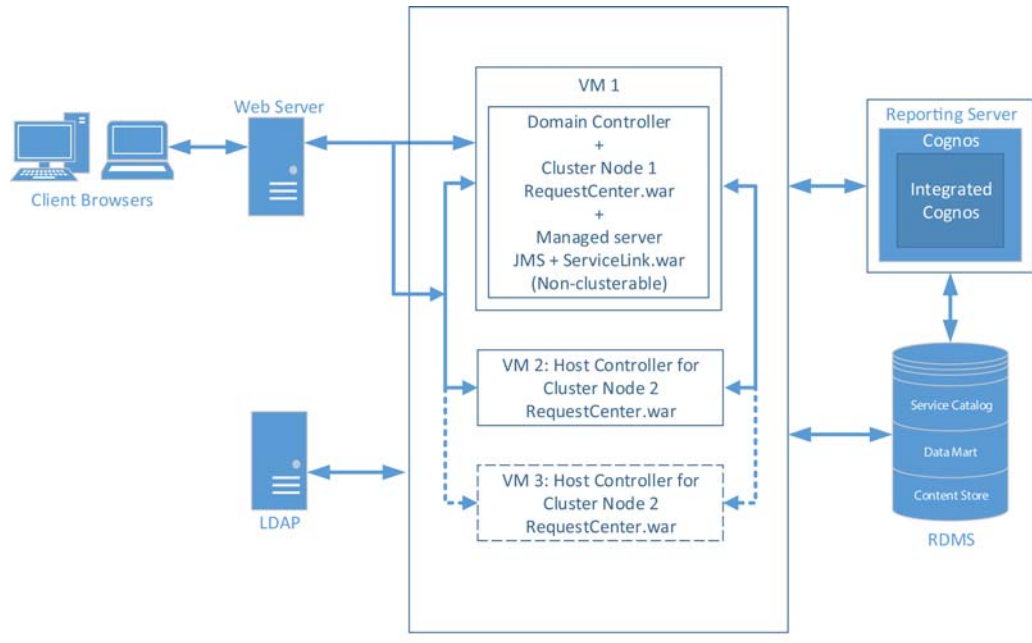 VM 1
Domain Controller
+
Cluster Node 1
RequestCenter.war
+
Managed server
JMS + ServiceLink.war
(Non-clusterable)
Web Server
Client Browsers
Reporting Server
Cognos
Integrated
Cognos
VM 2: Host Controller for
Cluster Node 2
RequestCenter.war
Service Catalog
Data Mart
Content Store
RDMS
LDAP
VM 3: Host Controller for
Cluster Node 2
RequestCenter.war